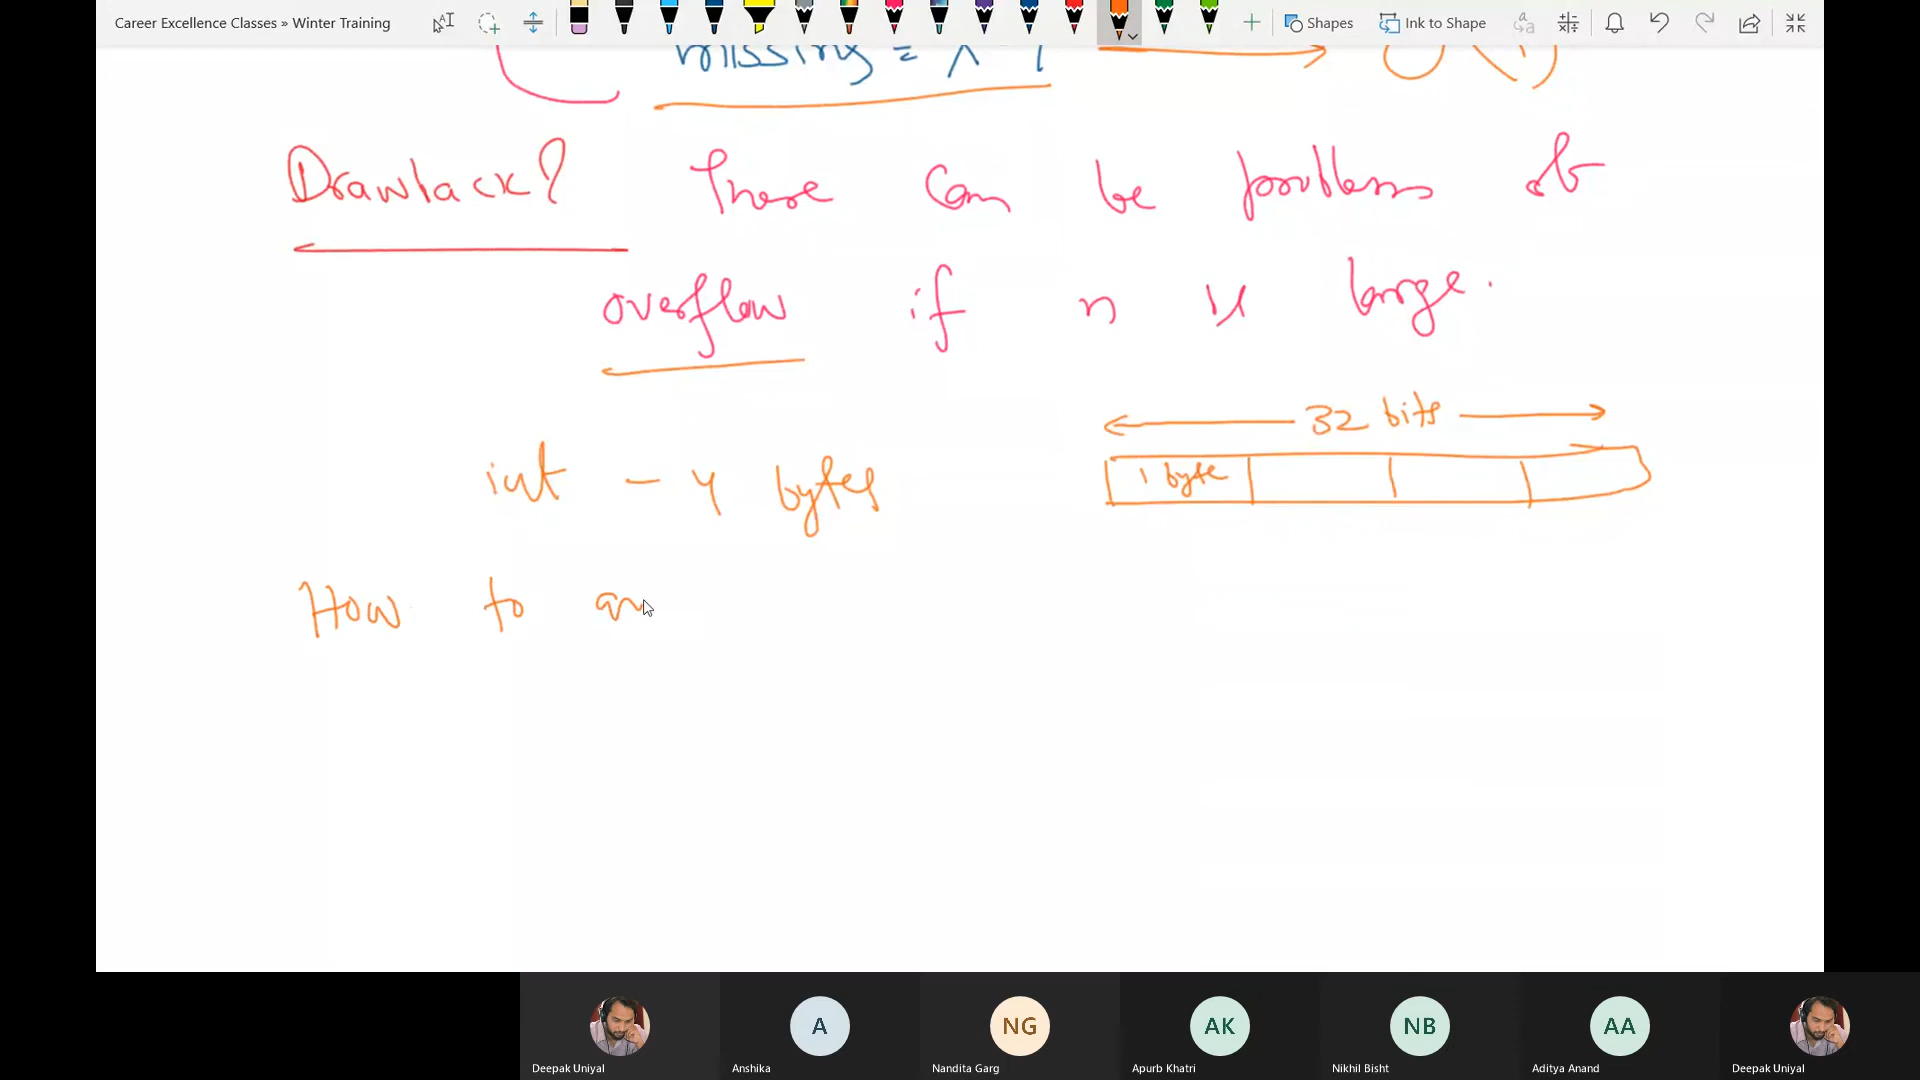 Career Excellence Classes » Winter Training
Shapes
Ink to Shape
missing = X - Y
Drawback? There can be problems of
overflow if n is large.
32 bits
int - 4 bytes
1 byte
How to
A NG AK NB AA
Deepak Uniyal Anshika Nandita Garg Apurb Khatri Nikhil Bisht Aditya Anand Deepak Uniyal